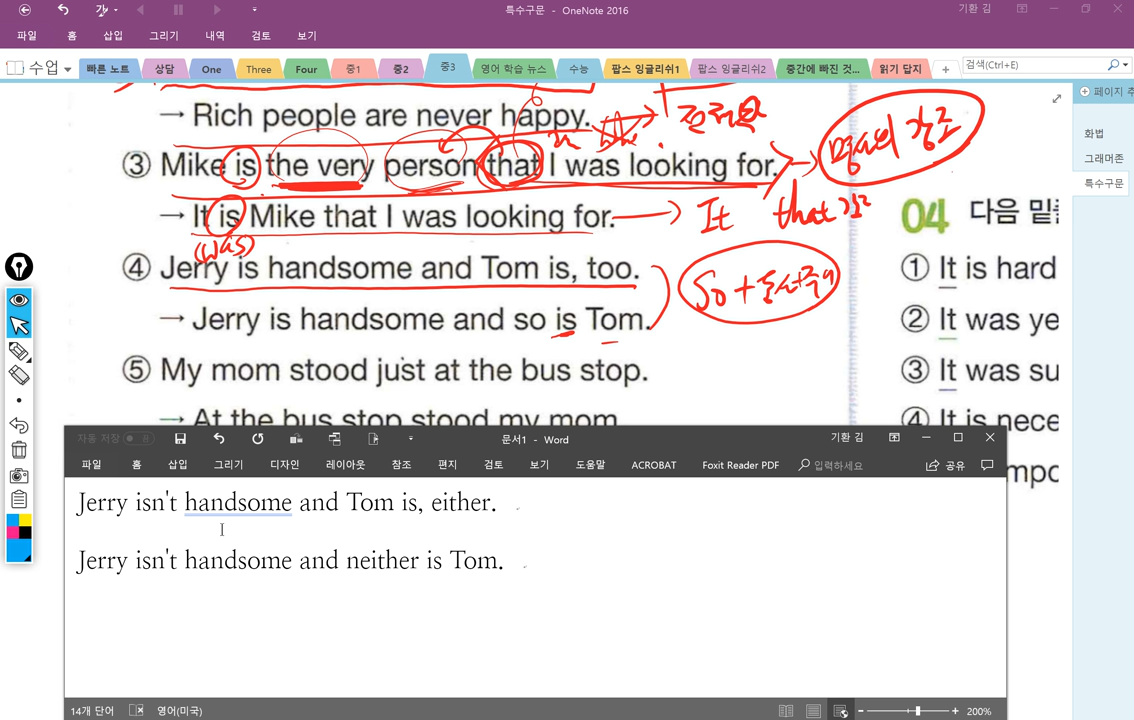 특수구문 - OneNote 2016
기환 김
파일 홈 삽입 그리기 내역 검토 보기
수업 빠른 노트 상담 One Three Four 중1 중2 중3 영어 학습 뉴스 수능 팝스 잉글리쉬1 팝스 잉글리쉬2 중간에 빠진 것... 읽기 답지 + 검색(Ctrl+E)
페이지 추
화법
그래머존
특수구문
→ Rich people are never happy.
③ Mike is the very person that I was looking for. 명사의 강조
→ It is Mike that I was looking for. → It that 강조
(was)
④ Jerry is handsome and Tom is, too.
→ Jerry is handsome and so is Tom. So + 동사+주어
⑤ My mom stood just at the bus stop.
→ At the bus stop stood my mom
04 다음 밑줄
① It is hard
② It was ye
③ It was su
④ It is nece
mpo
자동 저장
문서1 - Word
기환 김
파일 홈 삽입 그리기 디자인 레이아웃 참조 편지 검토 보기 도움말 ACROBAT Foxit Reader PDF 입력하세요 공유
Jerry isn't handsome and Tom is, either.
Jerry isn't handsome and neither is Tom.
14개 단어 영어(미국) 200%